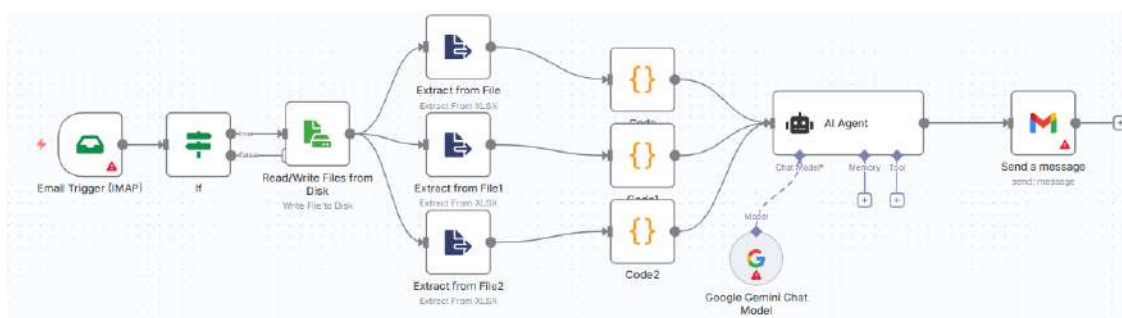 Email Trigger (IMAP)
If
true
false
Read/Write Files from
Disk
Write File to Disk
Extract from File
Extract From XLSX
Extract from File1
Extract From XLSX
Extract from File2
Extract From XLSX
Code
Code1
Code2
AI Agent
Chat Model*
Memory
Tool
Model
Google Gemini Chat
Model
Send a message
send: message